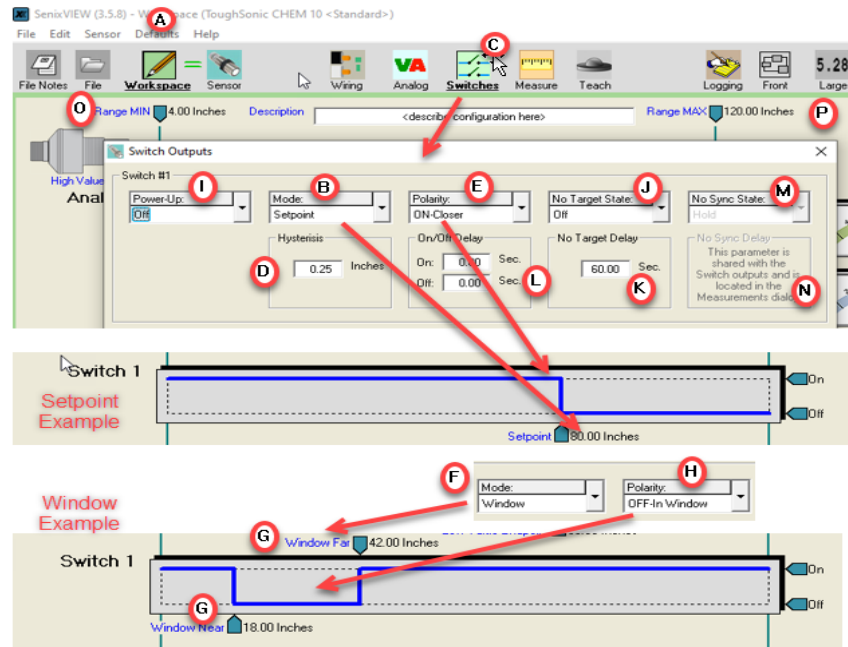 SenixVIEW (3.5.8) - W space (ToughSonic CHEM 10 <Standard>)
A
File Edit Sensor Defaults Help
C
VA
5.28
File Notes File Workspace = Sensor Wiring Analog Switches Measure Teach Logging Front Large
O Range MIN 4.00 Inches Description <describe configuration here> Range MAX 120.00 Inches P
Switch Outputs
High Value
Anal
Switch #1
I B E J M
Power-Up: Mode: Polarity: No Target State: No Sync State:
Off Setpoint ON-Closer Off Hold
Hysterisis On/Off Delay No Target Delay No Sync Delay
D 0.25 Inches
On: 0.00 Sec.
Off: 0.00 Sec. L
60.00 Sec.
K
This parameter is
shared with the
Switch outputs and is
located in the
Measurements dialo
N
Switch 1
On
Setpoint
Example
Off
Setpoint 80.00 Inches
F H
Mode: Polarity:
Window OFF-In Window
Window
Example
G Window Far 42.00 Inches
Switch 1
On
G
Off
Window Near 18.00 Inches